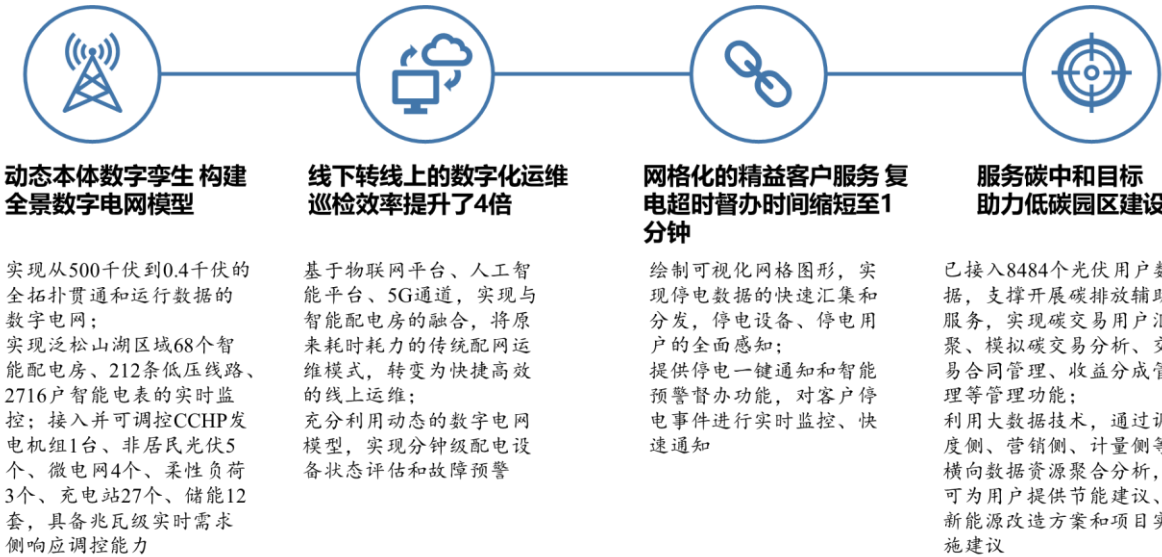 动态本体数字孪生 构建
全景数字电网模型
实现从500千伏到0.4千伏的
全拓扑贯通和运行数据的
数字电网；
实现泛松山湖区域68个智
能配电房、212条低压线路、
2716户智能电表的实时监
控；接入并可调控CCHP发
电机组1台、非居民光伏5
个、微电网4个、柔性负荷
3个、充电站27个、储能12
套，具备兆瓦级实时需求
侧响应调控能力
线下转线上的数字化运维
巡检效率提升了4倍
基于物联网平台、人工智
能平台、5G通道，实现与
智能配电房的融合，将原
来耗时耗力的传统配网运
维模式，转变为快捷高效
的线上运维；
充分利用动态的数字电网
模型，实现分钟级配电设
备状态评估和故障预警
网格化的精益客户服务 复
电超时督办时间缩短至1
分钟
绘制可视化网格图形，实
现停电数据的快速汇集和
分发，停电设备、停电用
户的全面感知；
提供停电一键通知和智能
预警督办功能，对客户停
电事件进行实时监控、快
速通知
服务碳中和目标
助力低碳园区建设
已接入8484个光伏用户数
据，支撑开展碳排放辅助
服务，实现碳交易用户汇
聚、模拟碳交易分析、交
易合同管理、收益分成管
理等管理功能；
利用大数据技术，通过调
度侧、营销侧、计量侧等
横向数据资源聚合分析，
可为用户提供节能建议、
新能源改造方案和项目实
施建议